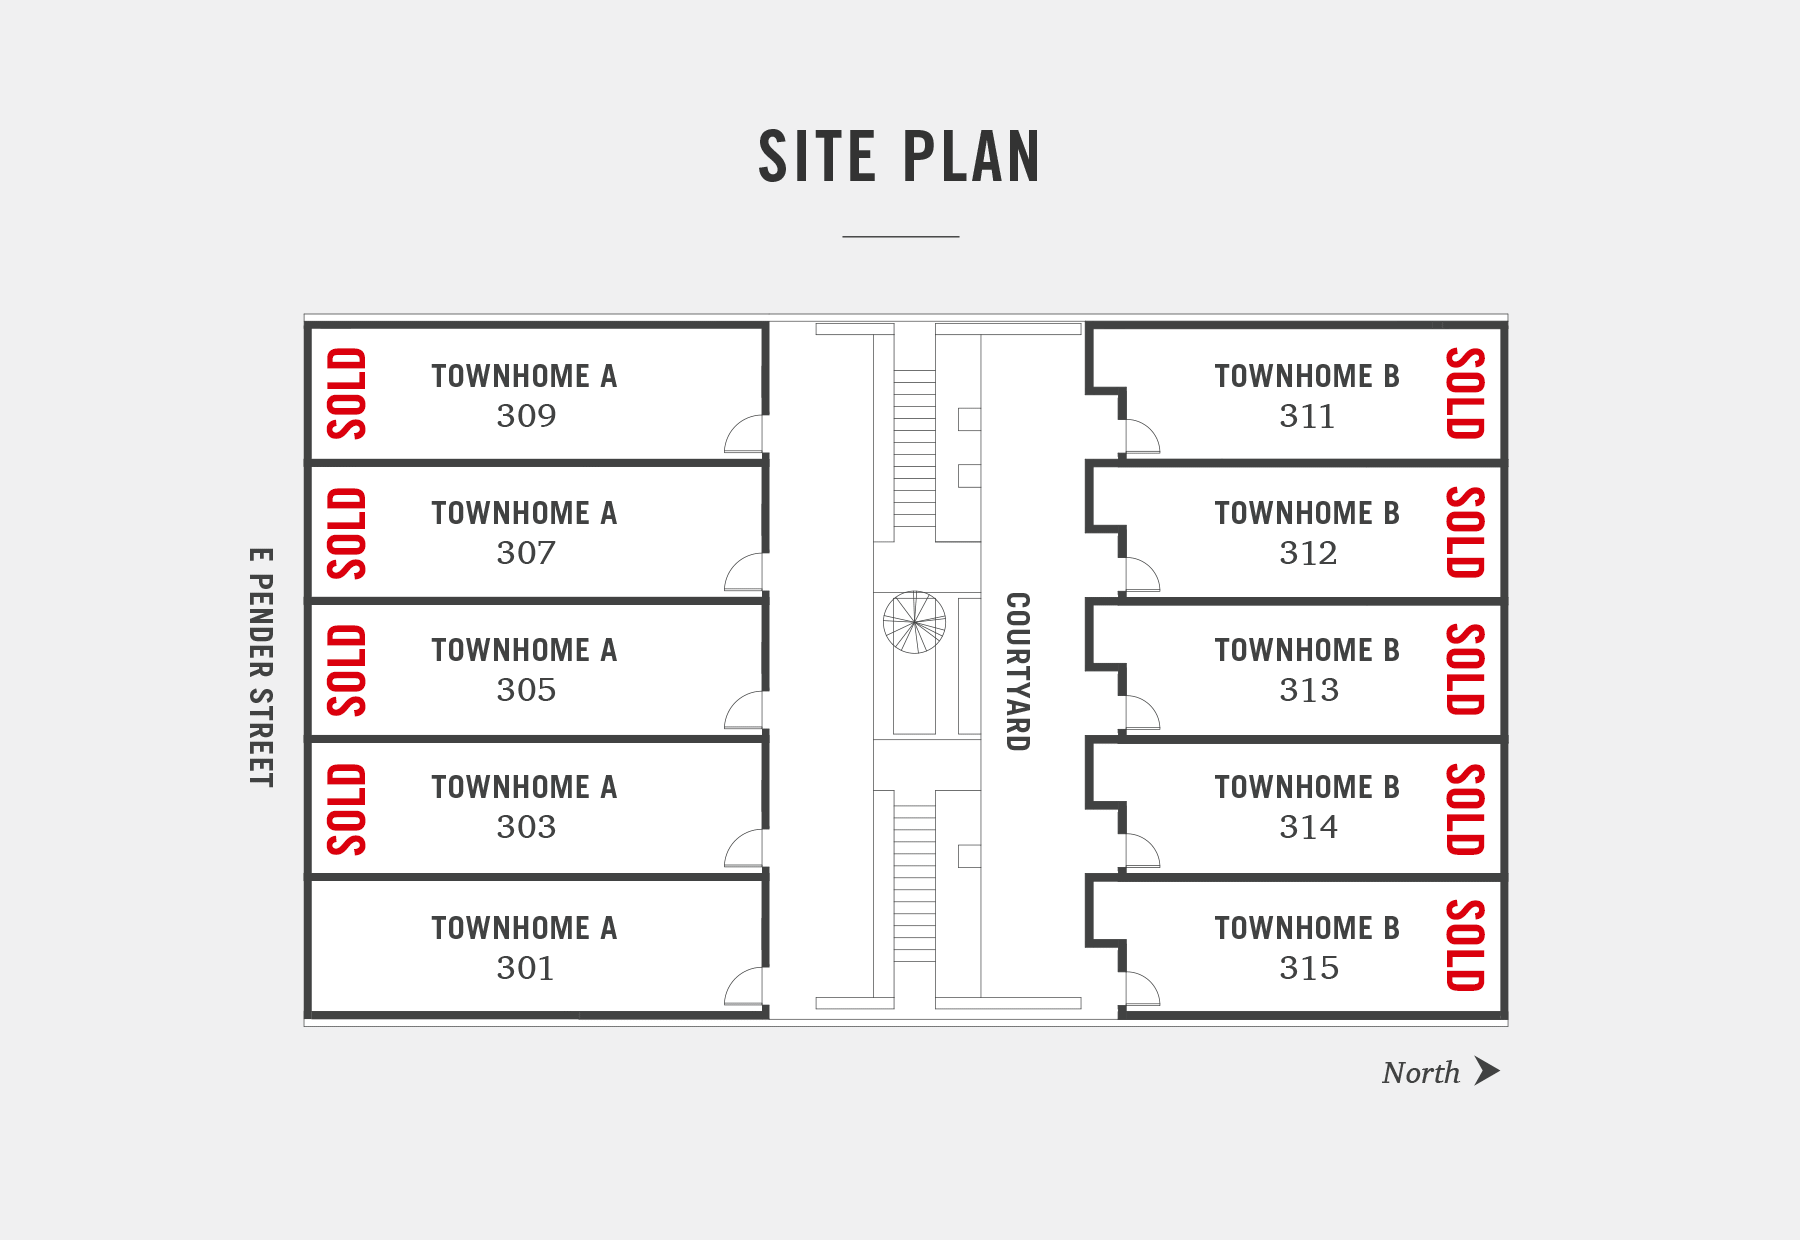 SITE PLAN
E PENDER STREET
SOLD
TOWNHOME A
309
SOLD
TOWNHOME A
307
SOLD
TOWNHOME A
305
SOLD
TOWNHOME A
303
TOWNHOME A
301
COURTYARD
TOWNHOME B
311
SOLD
TOWNHOME B
312
SOLD
TOWNHOME B
313
SOLD
TOWNHOME B
314
SOLD
TOWNHOME B
315
SOLD
North